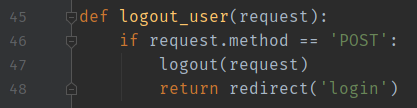 45 def logout_user(request):
46     if request.method == 'POST':
47         logout(request)
48         return redirect('login')